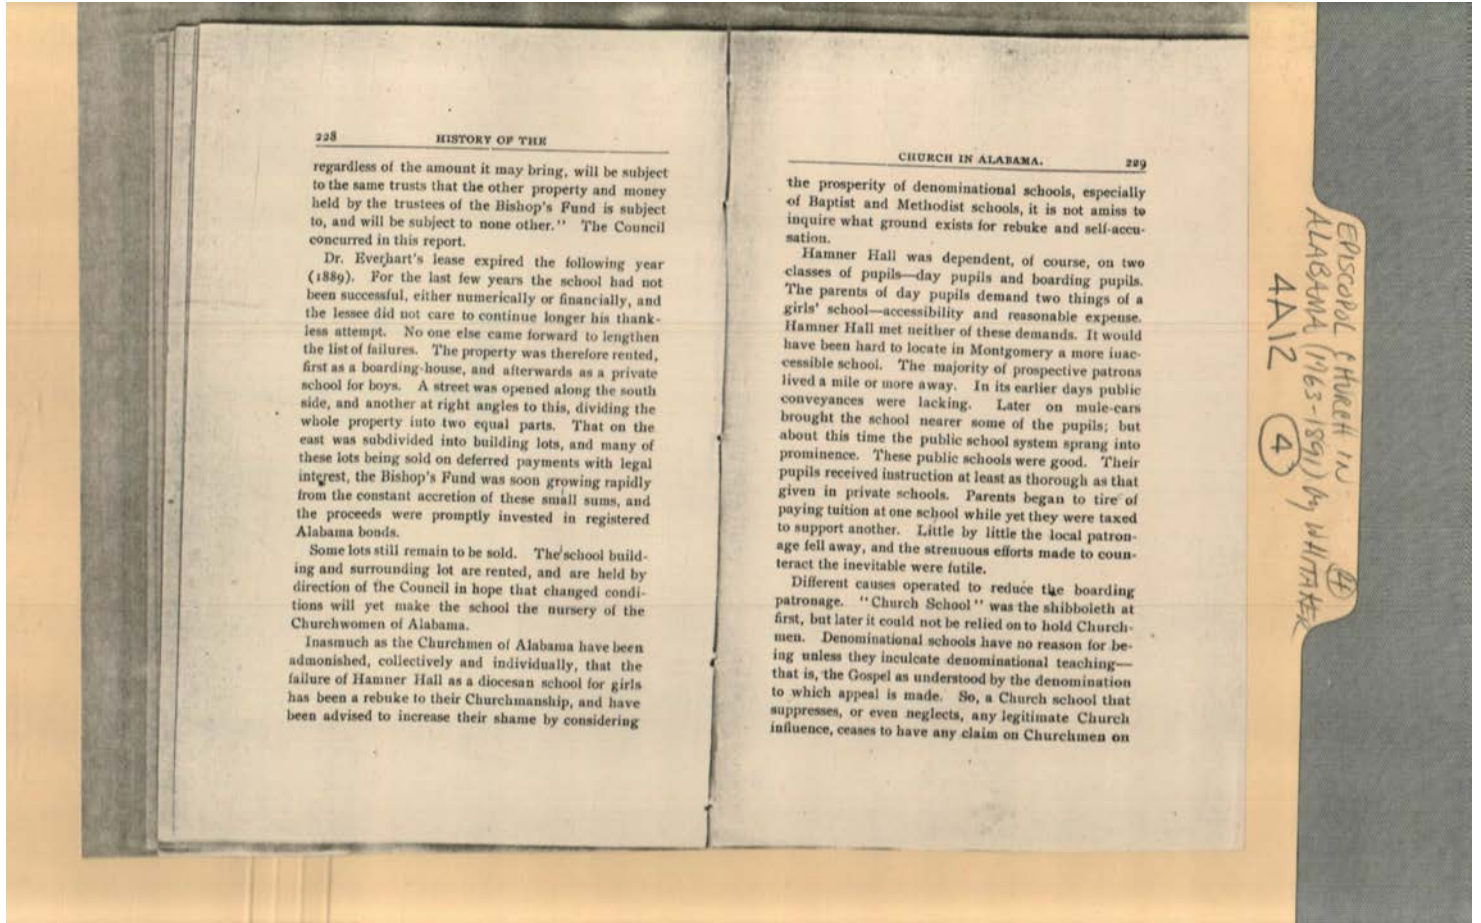 228
HISTORY OF THE
regardless of the amount it may bring, will be subject
to the same trusts that the other property and money
held by the trustees of the Bishop's Fund is subject
to, and will be subject to none other." The Council
concurred in this report.
Dr. Everhart's lease expired the following year
(1889). For the last few years the school had not
been successful, either numerically or financially, and
the lessee did not care to continue longer his thank-
less attempt. No one else came forward to lengthen
the list of failures. The property was therefore rented,
first as a boarding-house, and afterwards as a private
school for boys. A street was opened along the south
side, and another at right angles to this, dividing the
whole property into two equal parts. That on the
east was subdivided into building lots, and many of
these lots being sold on deferred payments with legal
interest, the Bishop's Fund was soon growing rapidly
from the constant accretion of these small sums, and
the proceeds were promptly invested in registered
Alabama bonds.
Some lots still remain to be sold. The school build-
ing and surrounding lot are rented, and are held by
direction of the Council in hope that changed condi-
tions will yet make the school the nursery of the
Churchwomen of Alabama.
Inasmuch as the Churchmen of Alabama have been
admonished, collectively and individually, that the
failure of Hamner Hall as a diocesan school for girls
has been a rebuke to their Churchmanship, and have
been advised to increase their shame by considering
CHURCH IN ALABAMA.
229
the prosperity of denominational schools, especially
of Baptist and Methodist schools, it is not amiss to
inquire what ground exists for rebuke and self-accu-
sation.
Hamner Hall was dependent, of course, on two
classes of pupils—day pupils and boarding pupils.
The parents of day pupils demand two things of a
girls' school—accessibility and reasonable expense.
Hamner Hall met neither of these demands. It would
have been hard to locate in Montgomery a more inac-
cessible school. The majority of prospective patrons
lived a mile or more away. In its earlier days public
conveyances were lacking. Later on mule-cars
brought the school nearer some of the pupils; but
about this time the public school system sprang into
prominence. These public schools were good. Their
pupils received instruction at least as thorough as that
given in private schools. Parents began to tire of
paying tuition at one school while yet they were taxed
to support another. Little by little the local patron-
age fell away, and the strenuous efforts made to coun-
teract the inevitable were futile.
Different causes operated to reduce the boarding
patronage. "Church School" was the shibboleth at
first, but later it could not be relied on to hold Church-
men. Denominational schools have no reason for be-
ing unless they inculcate denominational teaching—
that is, the Gospel as understood by the denomination
to which appeal is made. So, a Church school that
suppresses, or even neglects, any legitimate Church
influence, ceases to have any claim on Churchmen on
EPISCOPOL CHURCH IN
ALABAMA (1763-1891) by WHITAKER
4A12 4